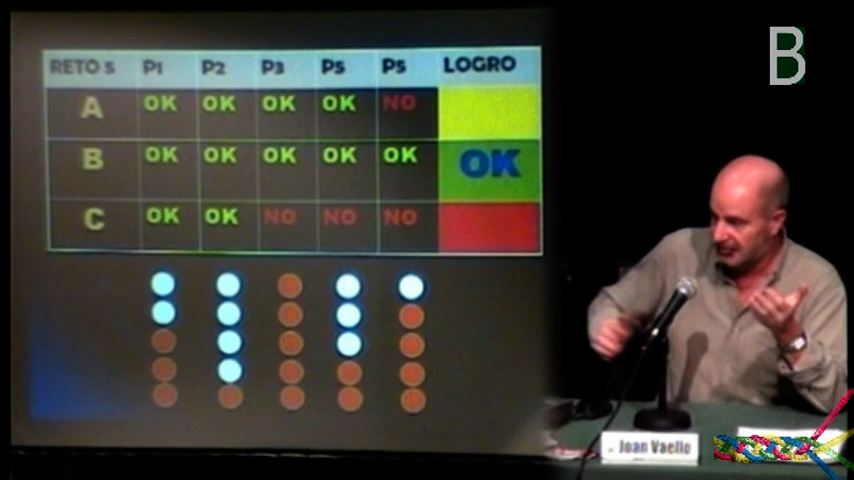 B
RETO 5 P1 P2 P3 P5 P5 LOGRO
A OK OK OK OK NO
B OK OK OK OK OK OK
C OK OK NO NO NO
Joan Vaello